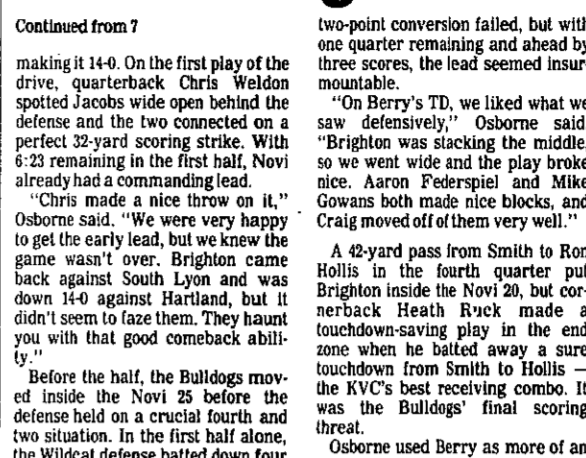 Continued from 7
making it 14-0. On the first play of the
drive, quarterback Chris Weldon
spotted Jacobs wide open behind the
defense and the two connected on a
perfect 32-yard scoring strike. With
6:23 remaining in the first half, Novi
already had a commanding lead.
"Chris made a nice throw on it,"
Osborne said. "We were very happy
to get the early lead, but we knew the
game wasn't over. Brighton came
back against South Lyon and was
down 14-0 against Hartland, but it
didn't seem to faze them. They haunt
you with that good comeback abili-
ty."
Before the half, the Bulldogs mov-
ed inside the Novi 25 before the
defense held on a crucial fourth and
two situation. In the first half alone,
the Wildcat defense batted down four
two-point conversion failed, but with
one quarter remaining and ahead by
three scores, the lead seemed insur-
mountable.
"On Berry's TD, we liked what we
saw defensively," Osborne said.
"Brighton was stacking the middle,
so we went wide and the play broke
nice. Aaron Federspiel and Mike
Gowans both made nice blocks, and
Craig moved off of them very well."
A 42-yard pass from Smith to Ron
Hollis in the fourth quarter put
Brighton inside the Novi 20, but cor-
nerback Heath Ruck made a
touchdown-saving play in the end
zone when he batted away a sure
touchdown from Smith to Hollis —
the KVC's best receiving combo. It
was the Bulldogs' final scoring
threat.
Osborne used Berry as more of an